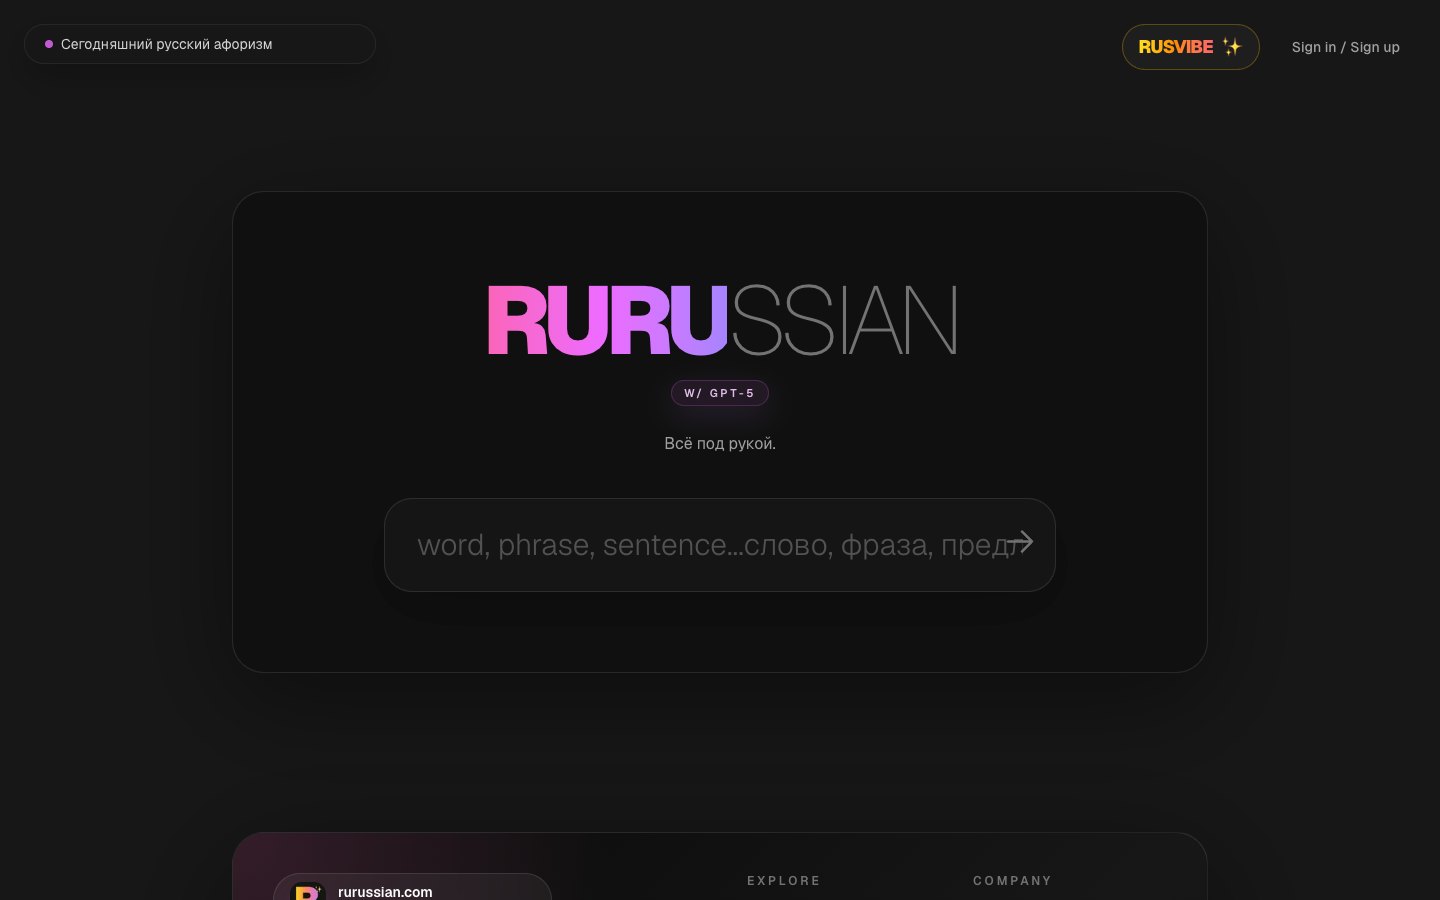 Сегодняшний русский афоризм
RUSVIBE ✨
Sign in / Sign up
RURUSSIAN
W/ GPT-5
Всё под рукой.
word, phrase, sentence...слово, фраза, предл
rurussian.com
EXPLORE
COMPANY